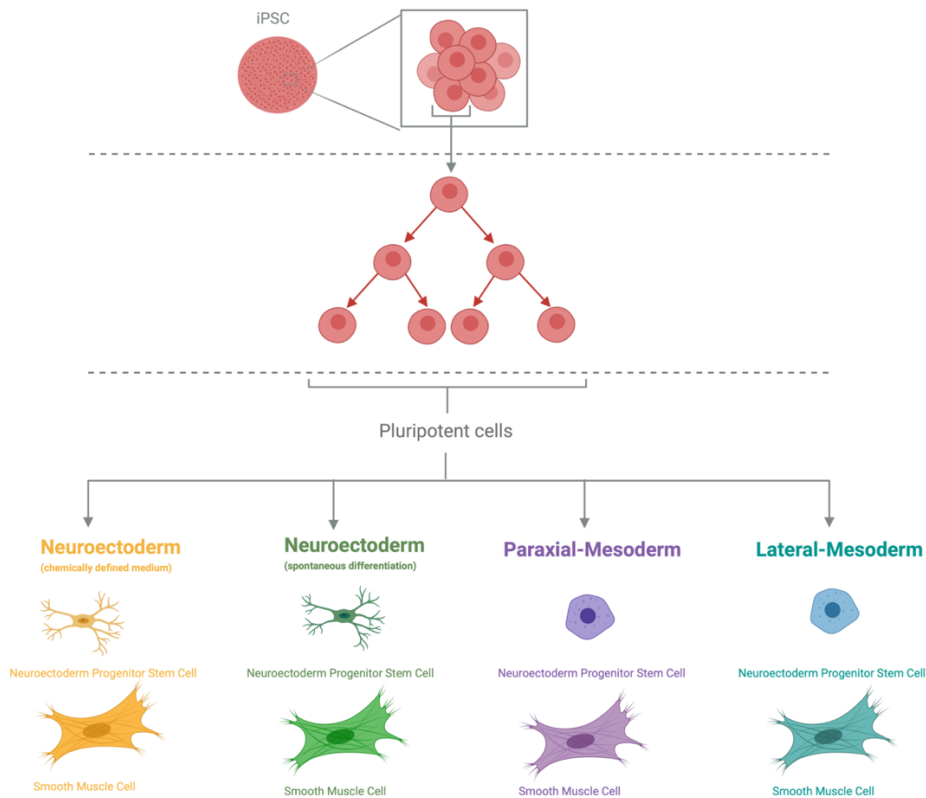 iPSC
Pluripotent cells
Neuroectoderm
(chemically defined medium)
Neuroectoderm
(spontaneous differentiation)
Paraxial-Mesoderm
Lateral-Mesoderm
Neuroectoderm Progenitor Stem Cell
Neuroectoderm Progenitor Stem Cell
Neuroectoderm Progenitor Stem Cell
Neuroectoderm Progenitor Stem Cell
Smooth Muscle Cell
Smooth Muscle Cell
Smooth Muscle Cell
Smooth Muscle Cell